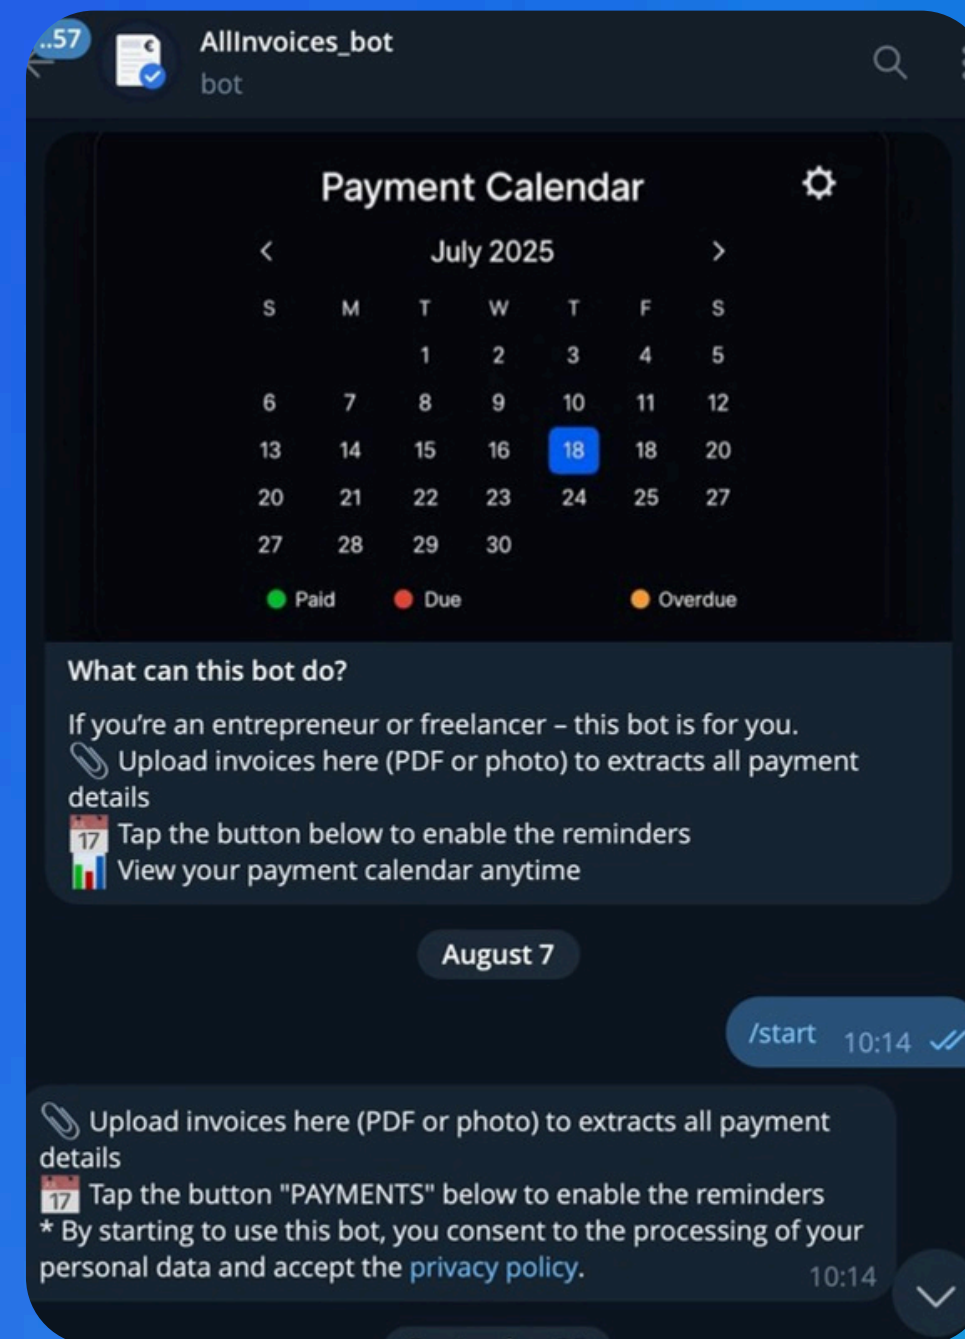 ..57
AllInvoices_bot
bot
Payment Calendar
July 2025
S M T W T F S
1 2 3 4 5
6 7 8 9 10 11 12
13 14 15 16 18 18 20
20 21 22 23 24 25 27
27 28 29 30
Paid Due Overdue
What can this bot do?
If you’re an entrepreneur or freelancer – this bot is for you.
Upload invoices here (PDF or photo) to extracts all payment
details
17 Tap the button below to enable the reminders
View your payment calendar anytime
August 7
/start 10:14
Upload invoices here (PDF or photo) to extracts all payment
details
17 Tap the button "PAYMENTS" below to enable the reminders
* By starting to use this bot, you consent to the processing of your
personal data and accept the privacy policy.
10:14